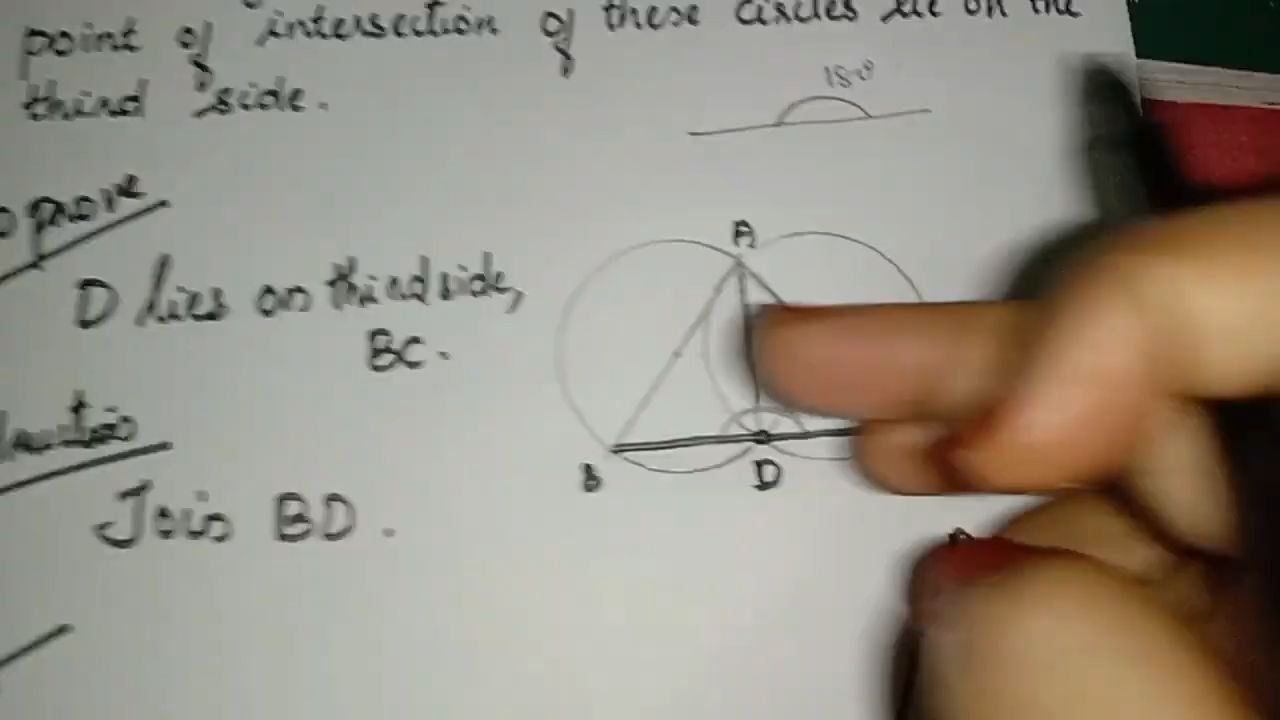 point of intersection of these circles lie on the
third side.
180
prove
D lies on third side,
BC.
A
B
D
Join BD.